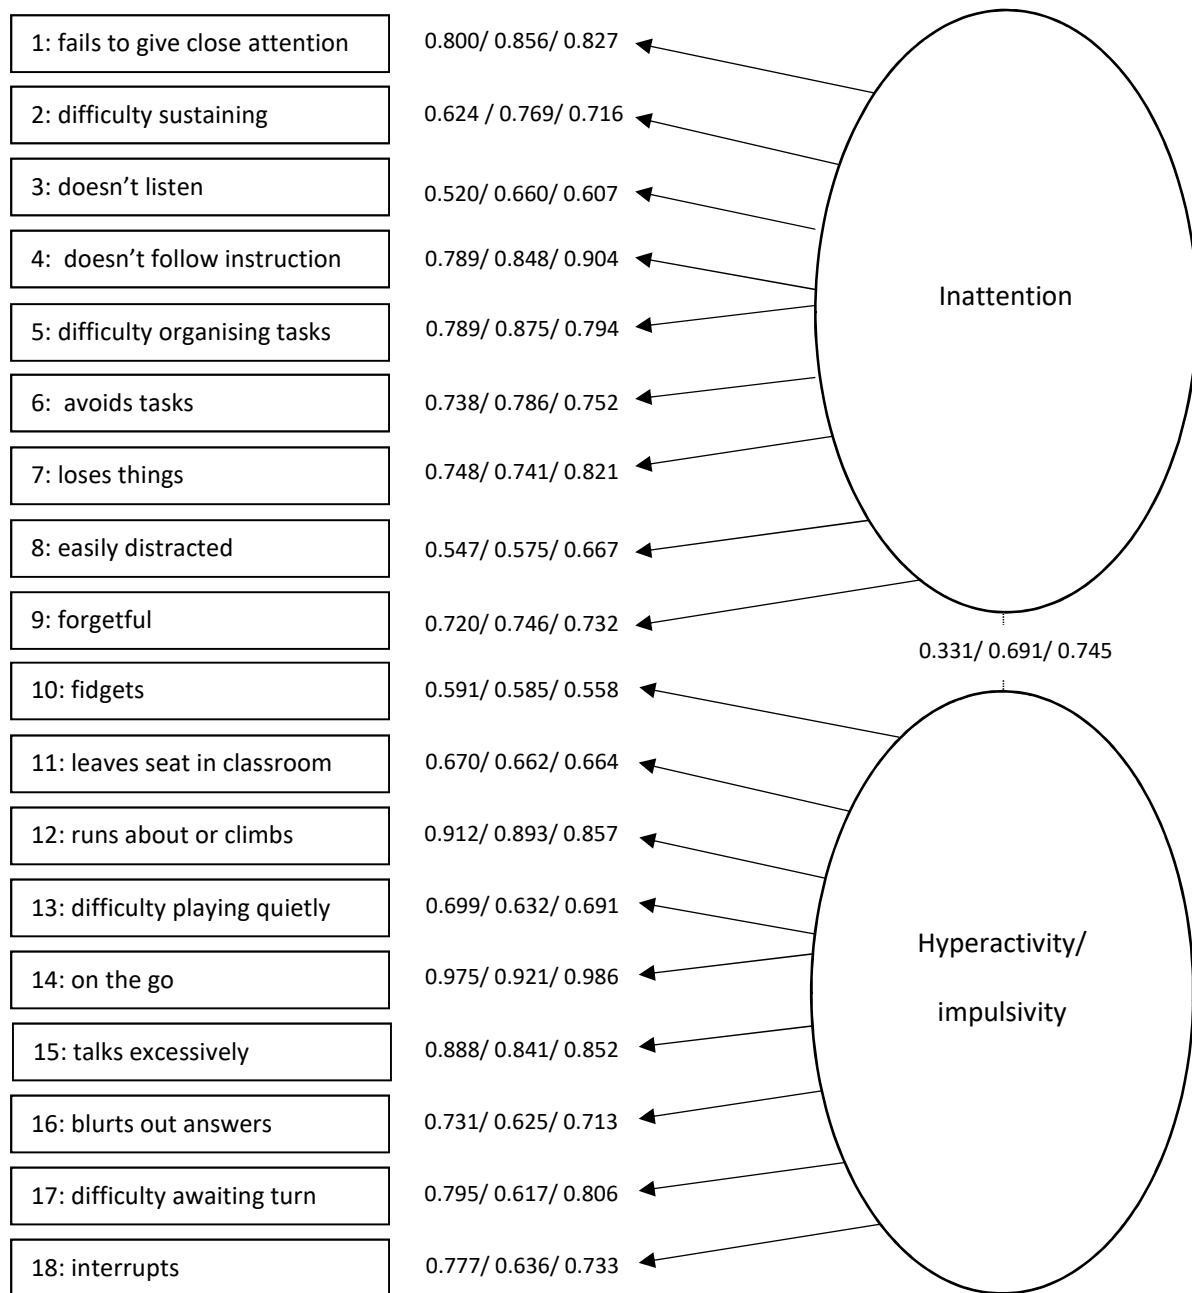 1: fails to give close attention 0.800/ 0.856/ 0.827
2: difficulty sustaining 0.624 / 0.769/ 0.716
3: doesn’t listen 0.520/ 0.660/ 0.607
4:  doesn’t follow instruction 0.789/ 0.848/ 0.904
Inattention
5: difficulty organising tasks 0.789/ 0.875/ 0.794
6:  avoids tasks 0.738/ 0.786/ 0.752
7: loses things 0.748/ 0.741/ 0.821
8: easily distracted 0.547/ 0.575/ 0.667
9: forgetful 0.720/ 0.746/ 0.732
0.331/ 0.691/ 0.745
10: fidgets 0.591/ 0.585/ 0.558
11: leaves seat in classroom 0.670/ 0.662/ 0.664
12: runs about or climbs 0.912/ 0.893/ 0.857
13: difficulty playing quietly 0.699/ 0.632/ 0.691
Hyperactivity/
14: on the go 0.975/ 0.921/ 0.986
impulsivity
15: talks excessively 0.888/ 0.841/ 0.852
16: blurts out answers 0.731/ 0.625/ 0.713
17: difficulty awaiting turn 0.795/ 0.617/ 0.806
18: interrupts 0.777/ 0.636/ 0.733